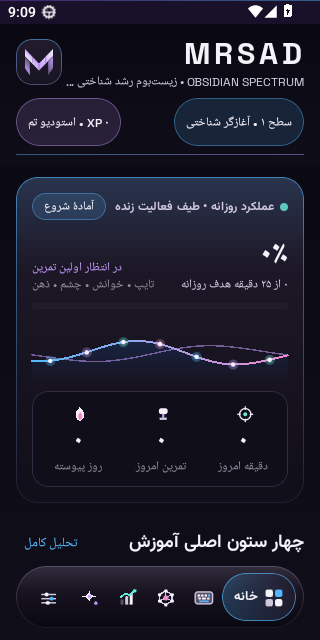 9:09
MRSAD
OBSIDIAN SPECTRUM • زیست‌بوم رشد شناختی ...
سطح ۱ • آغازگر شناختی
۰ XP • استودیو تم
عملکرد روزانه • طیف فعالیت زنده
آمادهٔ شروع
۰٪
در انتظار اولین تمرین
۰ از ۲۵ دقیقه هدف روزانه
تایپ • خوانش • چشم • ذهن
۰ ۰ ۰
دقیقه امروز تمرین امروز روز پیوسته
چهار ستون اصلی آموزش
تحلیل کامل
خانه